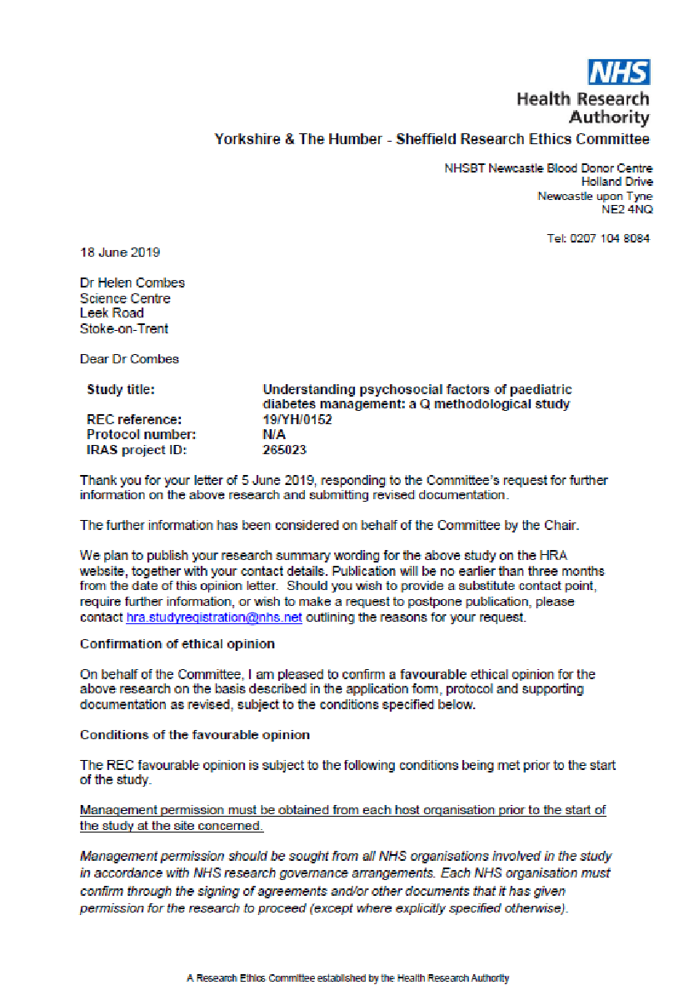 NHS
Health Research
Authority
Yorkshire & The Humber - Sheffield Research Ethics Committee
NHSBT Newcastle Blood Donor Centre
Holland Drive
Newcastle upon Tyne
NE2 4NQ
Tel: 0207 104 8084
18 June 2019
Dr Helen Combes
Science Centre
Leek Road
Stoke-on-Trent
Dear Dr Combes
Study title: Understanding psychosocial factors of paediatric
diabetes management: a Q methodological study
REC reference: 19/YH/0152
Protocol number: N/A
IRAS project ID: 265023
Thank you for your letter of 5 June 2019, responding to the Committee's request for further
information on the above research and submitting revised documentation.
The further information has been considered on behalf of the Committee by the Chair.
We plan to publish your research summary wording for the above study on the HRA
website, together with your contact details. Publication will be no earlier than three months
from the date of this opinion letter. Should you wish to provide a substitute contact point,
require further information, or wish to make a request to postpone publication, please
contact hra.studyregistration@nhs.net outlining the reasons for your request.
Confirmation of ethical opinion
On behalf of the Committee, I am pleased to confirm a favourable ethical opinion for the
above research on the basis described in the application form, protocol and supporting
documentation as revised, subject to the conditions specified below.
Conditions of the favourable opinion
The REC favourable opinion is subject to the following conditions being met prior to the start
of the study.
Management permission must be obtained from each host organisation prior to the start of
the study at the site concerned.
Management permission should be sought from all NHS organisations involved in the study
in accordance with NHS research governance arrangements. Each NHS organisation must
confirm through the signing of agreements and/or other documents that it has given
permission for the research to proceed (except where explicitly specified otherwise).
A Research Ethics Committee established by the Health Research Authority